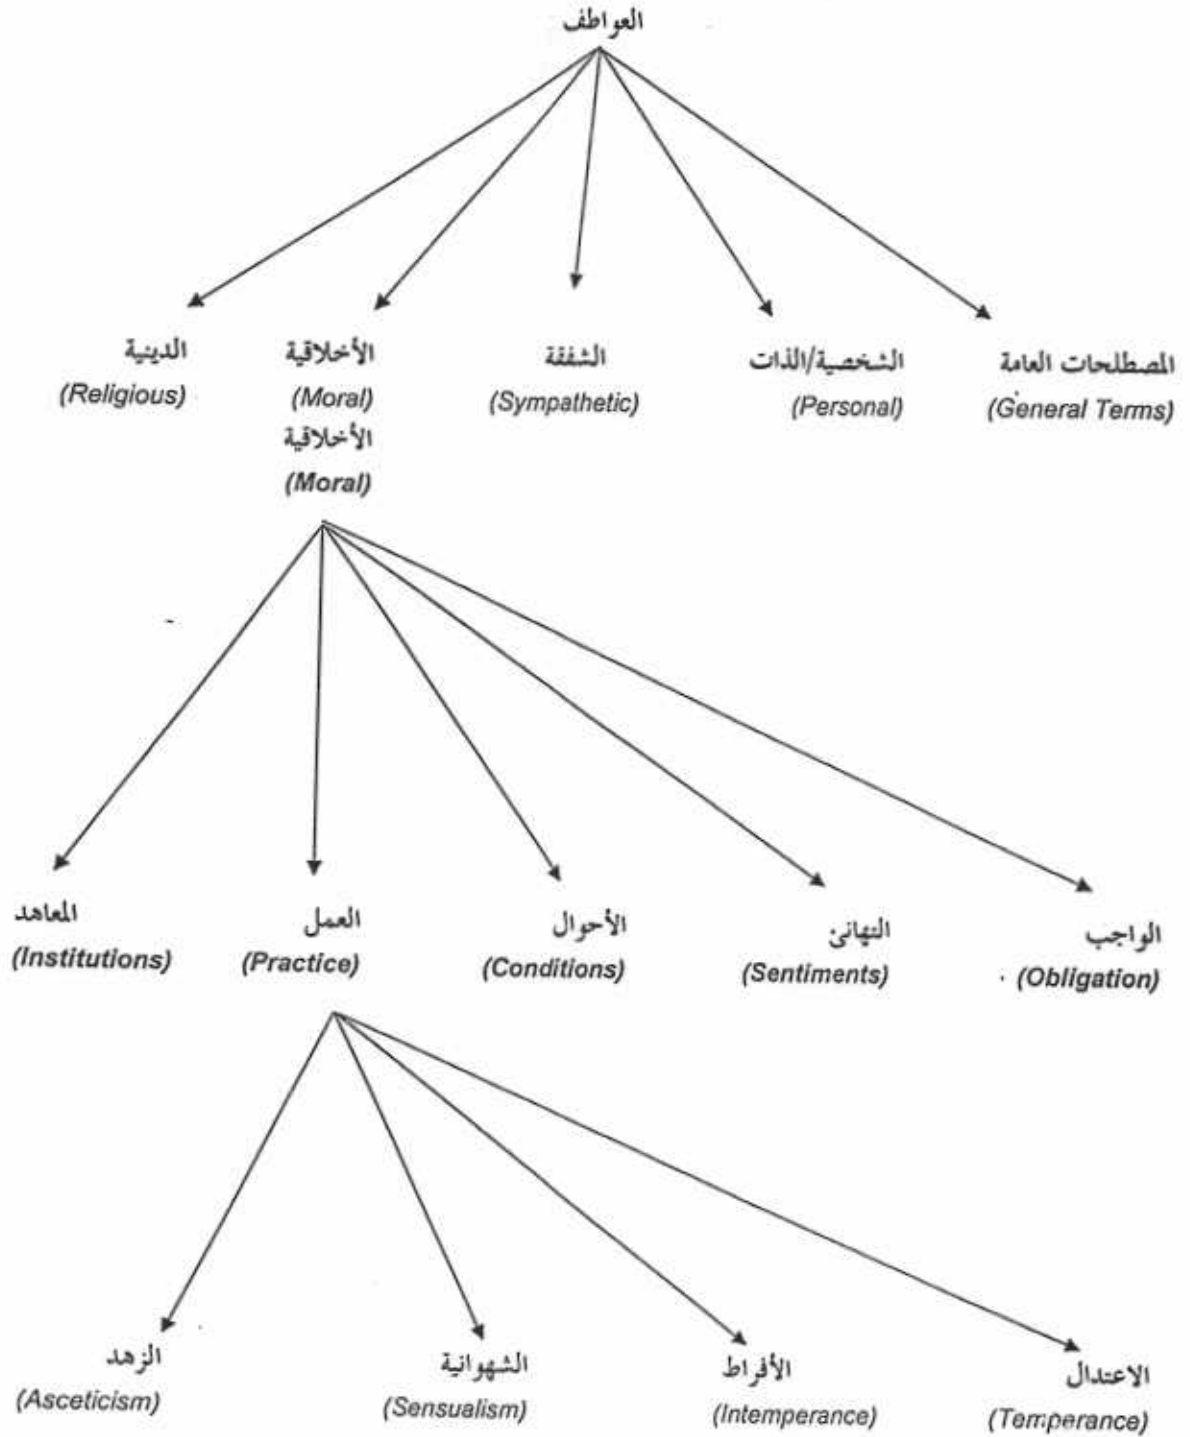 العواطف
المصطلحات العامة
(General Terms)
الشخصية/الذات
(Personal)
الشفقة
(Sympathetic)
الأخلاقية
(Moral)
الدينية
(Religious)
الأخلاقية
(Moral)
الواجب
(Obligation)
التهانئ
(Sentiments)
الأحوال
(Conditions)
العمل
(Practice)
المعاهد
(Institutions)
الاعتدال
(Temperance)
الأفراط
(Intemperance)
الشهوانية
(Sensualism)
الزهد
(Asceticism)